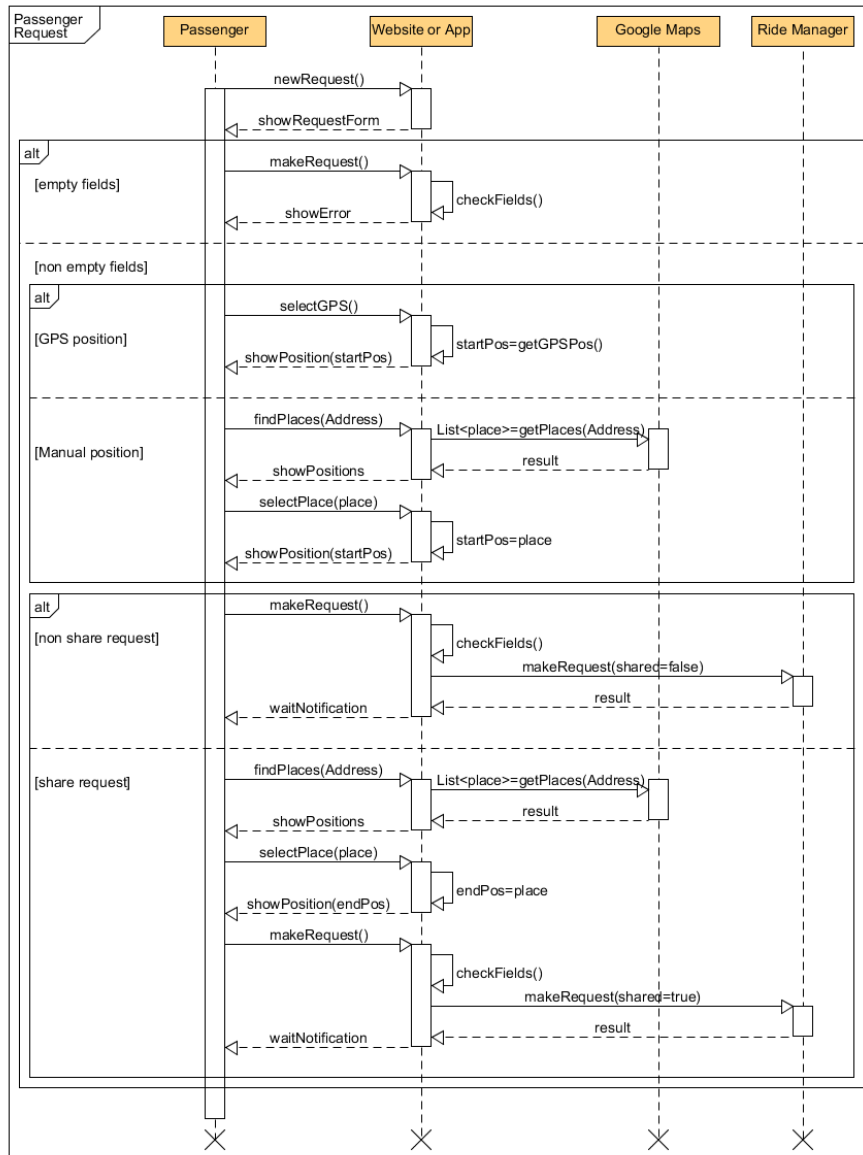 Passenger
Request
Passenger
Website or App
Google Maps
Ride Manager
newRequest()
showRequestForm
alt
makeRequest()
[empty fields]
checkFields()
showError
[non empty fields]
alt
selectGPS()
[GPS position]
startPos=getGPSPos()
showPosition(startPos)
findPlaces(Address)
List<place>=getPlaces(Address)
[Manual position]
result
showPositions
selectPlace(place)
startPos=place
showPosition(startPos)
alt
makeRequest()
[non share request]
checkFields()
makeRequest(shared=false)
result
waitNotification
findPlaces(Address)
[share request]
List<place>=getPlaces(Address)
result
showPositions
selectPlace(place)
endPos=place
showPosition(endPos)
makeRequest()
checkFields()
makeRequest(shared=true)
result
waitNotification